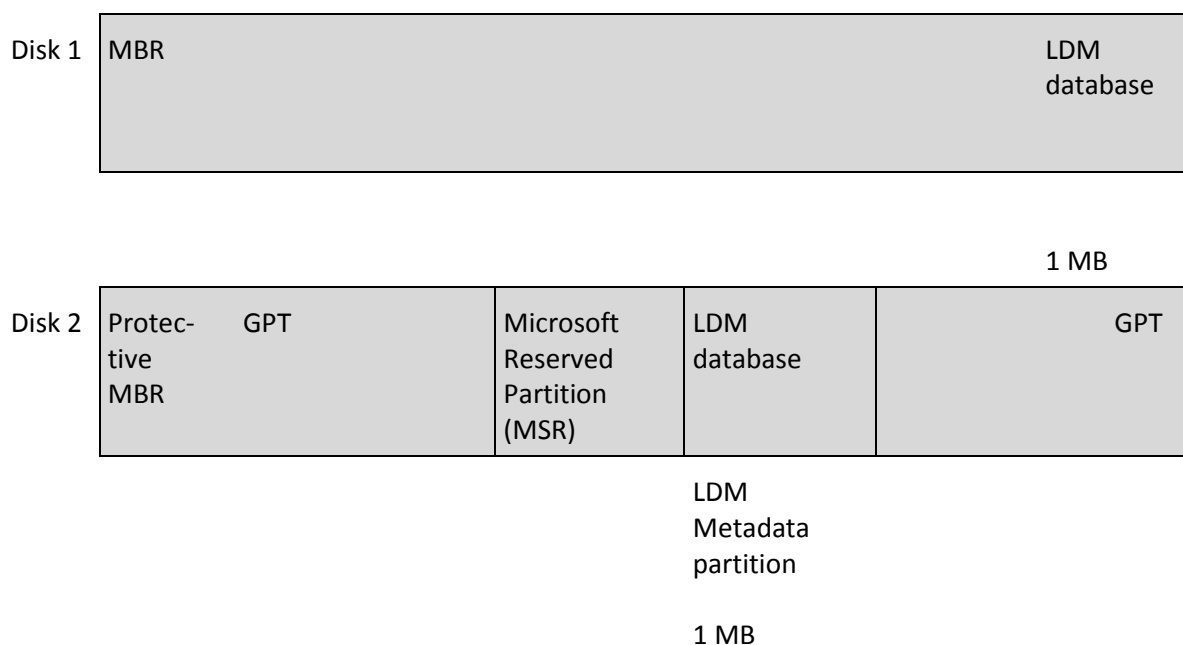 Disk 1 MBR LDM
database
1 MB
Disk 2 Protec- GPT Microsoft LDM GPT
tive Reserved database
MBR Partition
(MSR)
LDM
Metadata
partition
1 MB